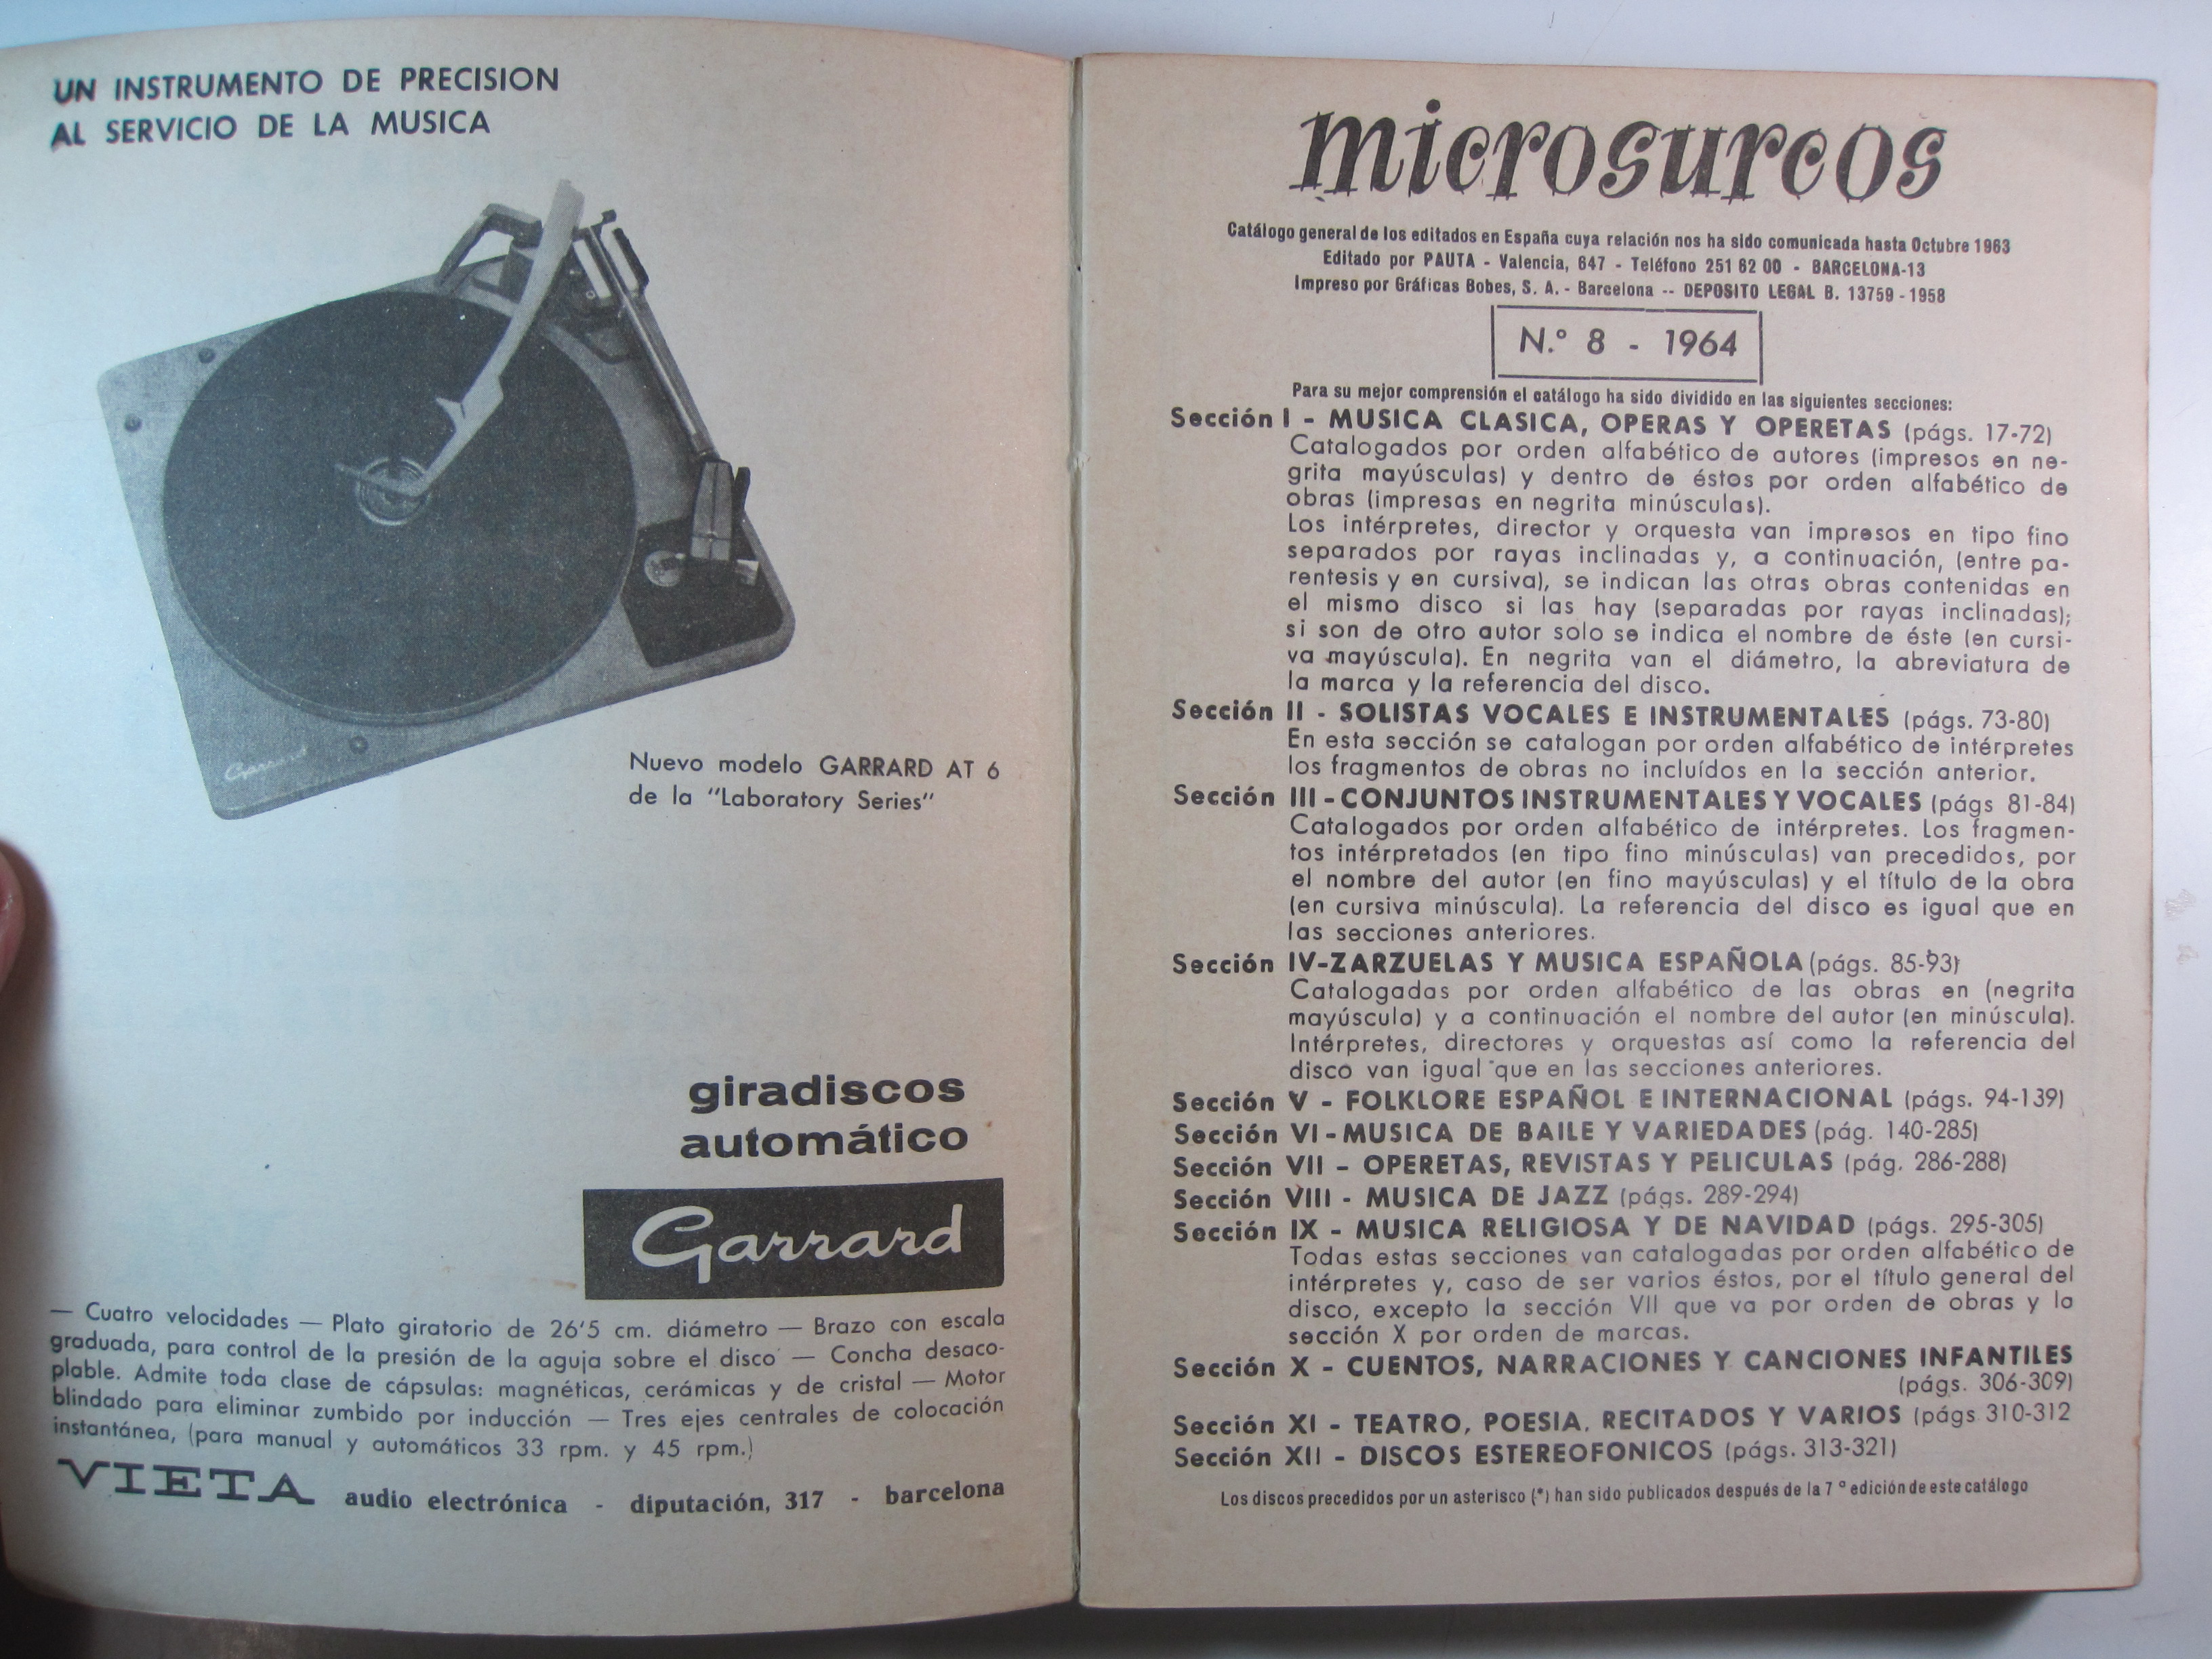 UN INSTRUMENTO DE PRECISION
AL SERVICIO DE LA MUSICA
Garrard
Nuevo modelo GARRARD AT 6
de la "Laboratory Series"
giradiscos
automático
Garrard
— Cuatro velocidades — Plato giratorio de 26'5 cm. diámetro — Brazo con escala
graduada, para control de la presión de la aguja sobre el disco — Concha desaco-
plable. Admite toda clase de cápsulas: magnéticas, cerámicas y de cristal — Motor
blindado para eliminar zumbido por inducción — Tres ejes centrales de colocación
instantánea, (para manual y automáticos 33 rpm. y 45 rpm.)
VIETA audio electrónica - diputación, 317 - barcelona
microsurcos
Catálogo general de los editados en España cuya relación nos ha sido comunicada hasta Octubre 1963
Editado por PAUTA - Valencia, 647 - Teléfono 251 62 00 - BARCELONA-13
Impreso por Gráficas Bobes, S. A. - Barcelona -- DEPOSITO LEGAL B. 13759 - 1958
N.º 8 - 1964
Para su mejor comprensión el catálogo ha sido dividido en las siguientes secciones:
Sección I - MUSICA CLASICA, OPERAS Y OPERETAS (págs. 17-72)
Catalogados por orden alfabético de autores (impresos en ne-
grita mayúsculas) y dentro de éstos por orden alfabético de
obras (impresas en negrita minúsculas).
Los intérpretes, director y orquesta van impresos en tipo fino
separados por rayas inclinadas y, a continuación, (entre pa-
rentesis y en cursiva), se indican las otras obras contenidas en
el mismo disco si las hay (separadas por rayas inclinadas);
si son de otro autor solo se indica el nombre de éste (en cursi-
va mayúscula). En negrita van el diámetro, la abreviatura de
la marca y la referencia del disco.
Sección II - SOLISTAS VOCALES E INSTRUMENTALES (págs. 73-80)
En esta sección se catalogan por orden alfabético de intérpretes
los fragmentos de obras no incluídos en la sección anterior.
Sección III - CONJUNTOS INSTRUMENTALES Y VOCALES (págs 81-84)
Catalogados por orden alfabético de intérpretes. Los fragmen-
tos intérpretados (en tipo fino minúsculas) van precedidos, por
el nombre del autor (en fino mayúsculas) y el título de la obra
(en cursiva minúscula). La referencia del disco es igual que en
las secciones anteriores.
Sección IV-ZARZUELAS Y MUSICA ESPAÑOLA (págs. 85-93)
Catalogadas por orden alfabético de las obras en (negrita
mayúscula) y a continuación el nombre del autor (en minúscula).
Intérpretes, directores y orquestas así como la referencia del
disco van igual que en las secciones anteriores.
Sección V - FOLKLORE ESPAÑOL E INTERNACIONAL (págs. 94-139)
Sección VI - MUSICA DE BAILE Y VARIEDADES (pág. 140-285)
Sección VII - OPERETAS, REVISTAS Y PELICULAS (pág. 286-288)
Sección VIII - MUSICA DE JAZZ (págs. 289-294)
Sección IX - MUSICA RELIGIOSA Y DE NAVIDAD (págs. 295-305)
Todas estas secciones van catalogadas por orden alfabético de
intérpretes y, caso de ser varios éstos, por el título general del
disco, excepto la sección VII que va por orden de obras y la
sección X por orden de marcas.
Sección X - CUENTOS, NARRACIONES Y CANCIONES INFANTILES
(págs. 306-309)
Sección XI - TEATRO, POESIA, RECITADOS Y VARIOS (págs 310-312
Sección XII - DISCOS ESTEREOFONICOS (págs. 313-321)
Los discos precedidos por un asterisco (*) han sido publicados después de la 7º edición de este catálogo